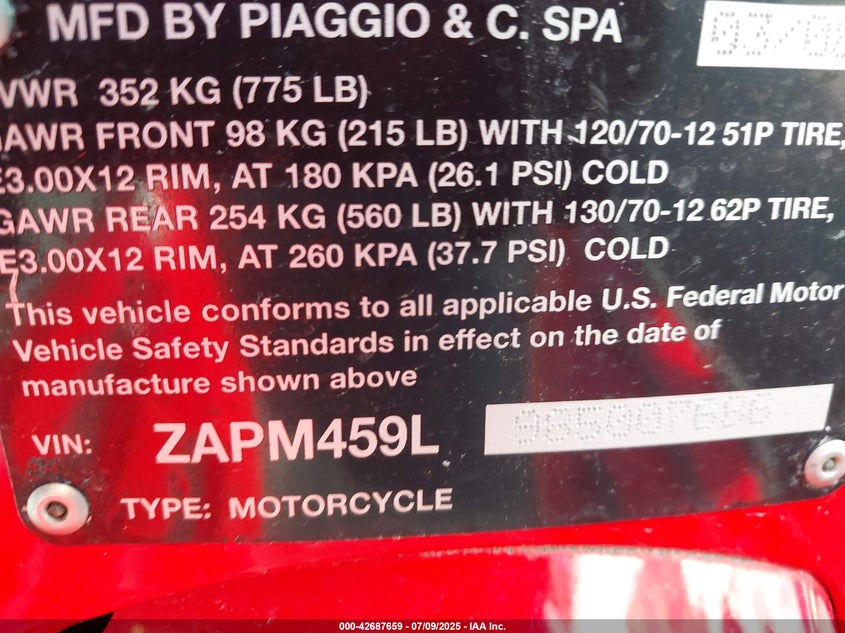 MFD BY PIAGGIO & C. SPA
VWR 352 KG (775 LB)
AWR FRONT 98 KG (215 LB) WITH 120/70-12 51P TIRE,
E3.00X12 RIM, AT 180 KPA (26.1 PSI) COLD
GAWR REAR 254 KG (560 LB) WITH 130/70-12 62P TIRE,
E3.00X12 RIM, AT 260 KPA (37.7 PSI) COLD
This vehicle conforms to all applicable U.S. Federal Motor
Vehicle Safety Standards in effect on the date of
manufacture shown above
VIN: ZAPM459L
TYPE: MOTORCYCLE
000-42687659 - 07/09/2025 - IAA Inc.